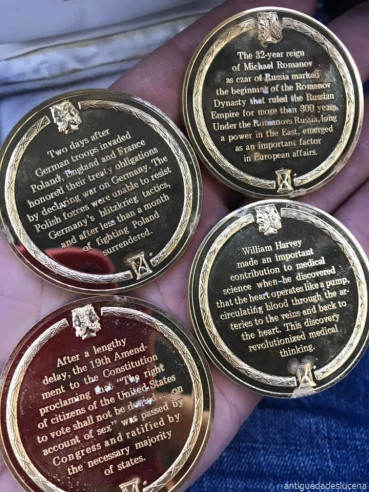 The 32-year reign
of Michael Romanov
as czar of Russia marked
the beginning of the Romanov
Dynasty that ruled the Russian
Empire for more than 300 years.
Under the Romanovs Russia, long
a power in the East, emerged
as an important factor
in European affairs.
Two days after
German troops invaded
Poland, England and France
honored their treaty obligations
by declaring war on Germany. The
Polish forces were unable to resist
Germany's blitzkrieg tactics,
and after less than a month
of fighting Poland
surrendered.
William Harvey
made an important
contribution to medical
science when he discovered
that the heart operates like a pump,
circulating blood through the ar-
teries to the veins and back to
the heart. This discovery
revolutionized medical
thinking.
After a lengthy
delay, the 19th Amend-
ment to the Constitution
proclaiming that "The right
of citizens of the United States
to vote shall not be denied... on
account of sex" was passed by
Congress and ratified by
the necessary majority
of states.
antiguedadeslucena